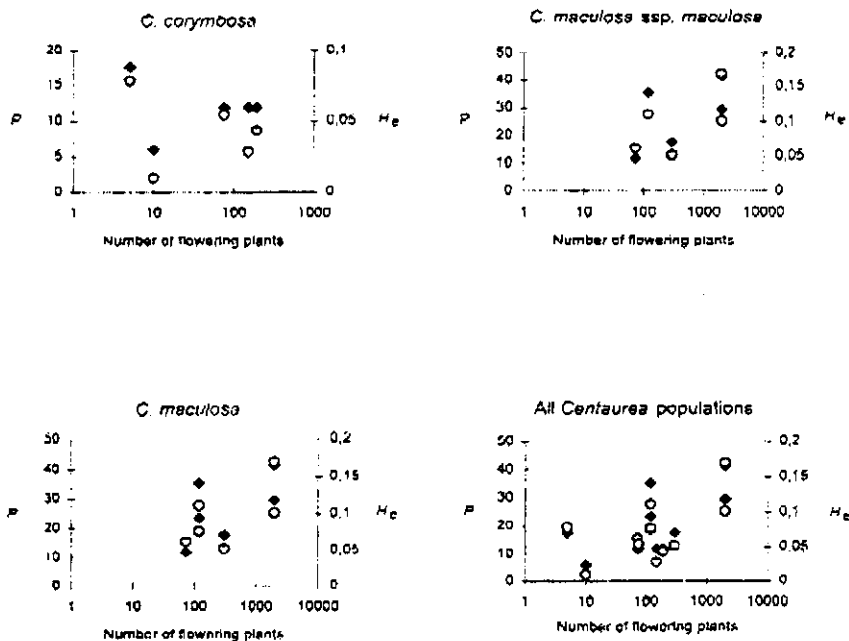 C. corymbosa
20
15
10
5
0
P
0,1
0,05
0
He
1 10 100 1000
Number of flowering plants
C. maculosa ssp. maculosa
50
40
30
20
10
0
P
0,2
0,15
0,1
0,05
0
He
1 10 100 1000 10000
Number of flowering plants
C. maculosa
50
40
30
20
10
0
P
0,2
0,15
0,1
0,05
0
He
1 10 100 1000 10000
Number of flowering plants
All Centaurea populations
50
40
30
20
10
0
P
0,2
0,15
0,1
0,05
0
He
1 10 100 1000 10000
Number of flowering plants